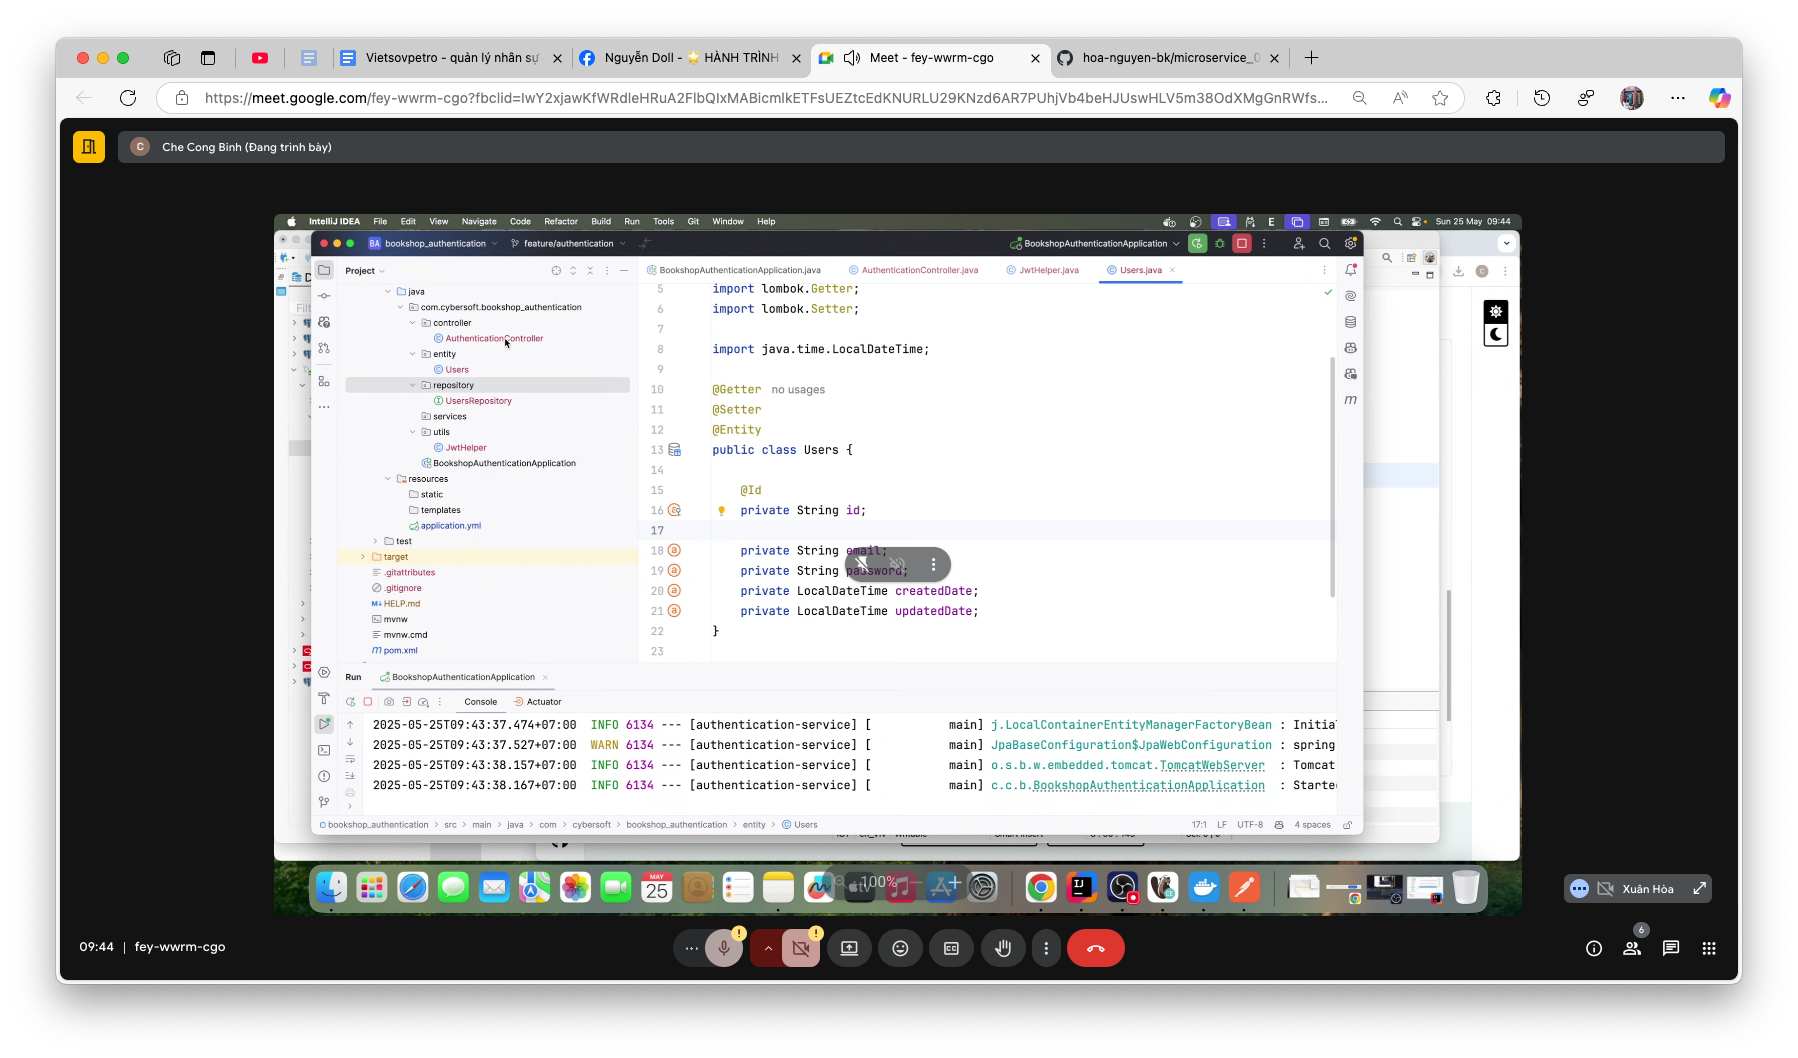 Vietsovpetro - quản lý nhân sự
Nguyễn Doll - ⭐ HÀNH TRÌNH
Meet - fey-wwrm-cgo
hoa-nguyen-bk/microservice_0
https://meet.google.com/fey-wwrm-cgo?fbclid=IwY2xjawKfWRdleHRuA2FlbQIxMABicmlkETFsUEZtcEdKNURLU29KNzd6AR7PUhjVb4beHJUswHLV5m38OdXMgGnRWfs...
C Che Cong Binh (Đang trình bày)
IntelliJ IDEA File Edit View Navigate Code Refactor Build Run Tools Git Window Help
E
Sun 25 May 09:44
BA bookshop_authentication
feature/authentication
BookshopAuthenticationApplication
Project
BookshopAuthenticationApplication.java
AuthenticationController.java
JwtHelper.java
Users.java
java
com.cybersoft.bookshop_authentication
controller
AuthenticationController
entity
Users
repository
UsersRepository
services
utils
JwtHelper
BookshopAuthenticationApplication
resources
static
templates
application.yml
test
target
.gitattributes
.gitignore
HELP.md
mvnw
mvnw.cmd
pom.xml
5 import lombok.Getter;
6 import lombok.Setter;
7
8 import java.time.LocalDateTime;
9
10 @Getter no usages
11 @Setter
12 @Entity
13 public class Users {
14
15 @Id
16 private String id;
17
18 private String email;
19 private String password;
20 private LocalDateTime createdDate;
21 private LocalDateTime updatedDate;
22 }
23
Run BookshopAuthenticationApplication
Console Actuator
2025-05-25T09:43:37.474+07:00 INFO 6134 --- [authentication-service] [ main] j.LocalContainerEntityManagerFactoryBean : Initia
2025-05-25T09:43:37.527+07:00 WARN 6134 --- [authentication-service] [ main] JpaBaseConfiguration$JpaWebConfiguration : spring
2025-05-25T09:43:38.157+07:00 INFO 6134 --- [authentication-service] [ main] o.s.b.w.embedded.tomcat.TomcatWebServer : Tomcat
2025-05-25T09:43:38.167+07:00 INFO 6134 --- [authentication-service] [ main] c.c.b.BookshopAuthenticationApplication : Starte
bookshop_authentication > src > main > java > com > cybersoft > bookshop_authentication > entity > Users
17:1 LF UTF-8 4 spaces
MAY
25
100%
Xuân Hòa
09:44 | fey-wwrm-cgo
6